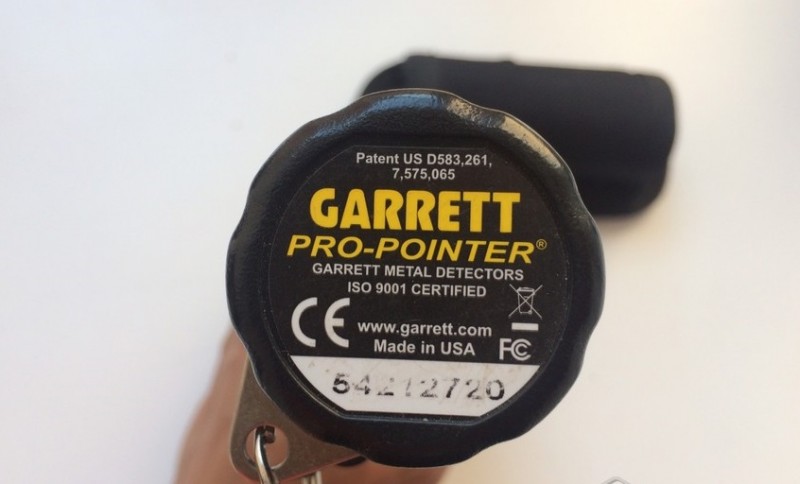 Patent US D583,261,
7,575,065
GARRETT
PRO-POINTER®
GARRETT METAL DETECTORS
ISO 9001 CERTIFIED
CE
www.garrett.com
Made in USA FC
54212720